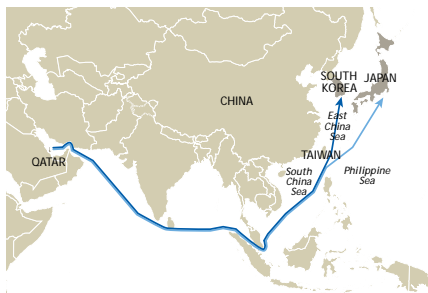 SOUTH
KOREA
JAPAN
CHINA
East
China
Sea
TAIWAN
QATAR
South
China
Sea
Philippine
Sea